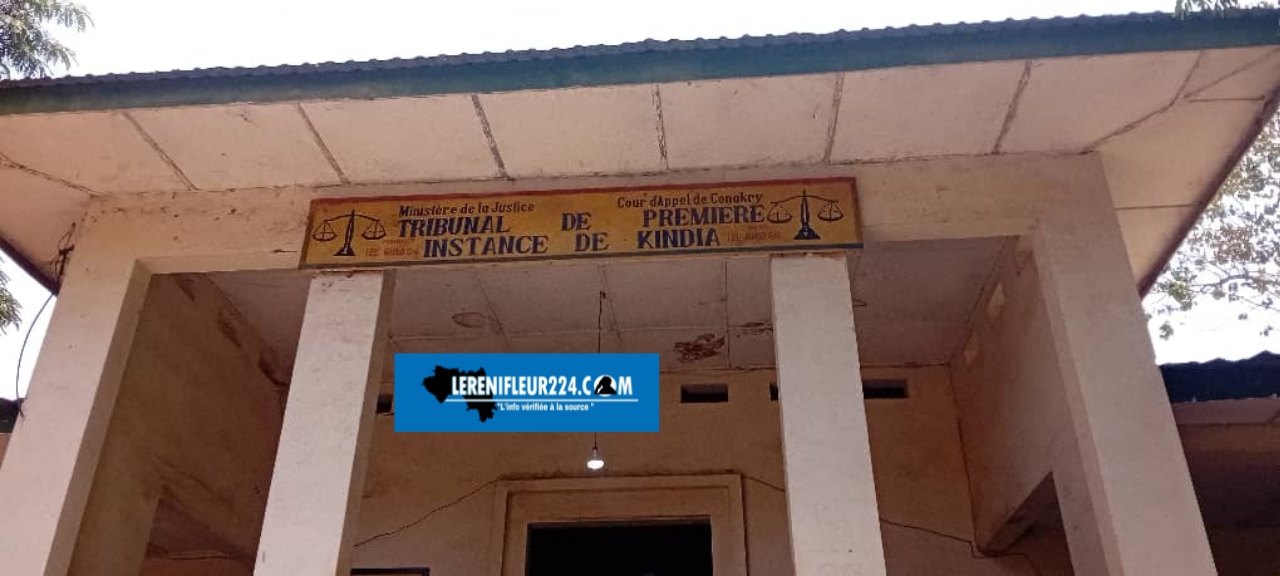 Ministère de la Justice
Cour d'Appel de Conakry
TRIBUNAL DE PREMIERE
INSTANCE DE KINDIA
LERENIFLEUR224.COM
"L'info vérifiée à la source"